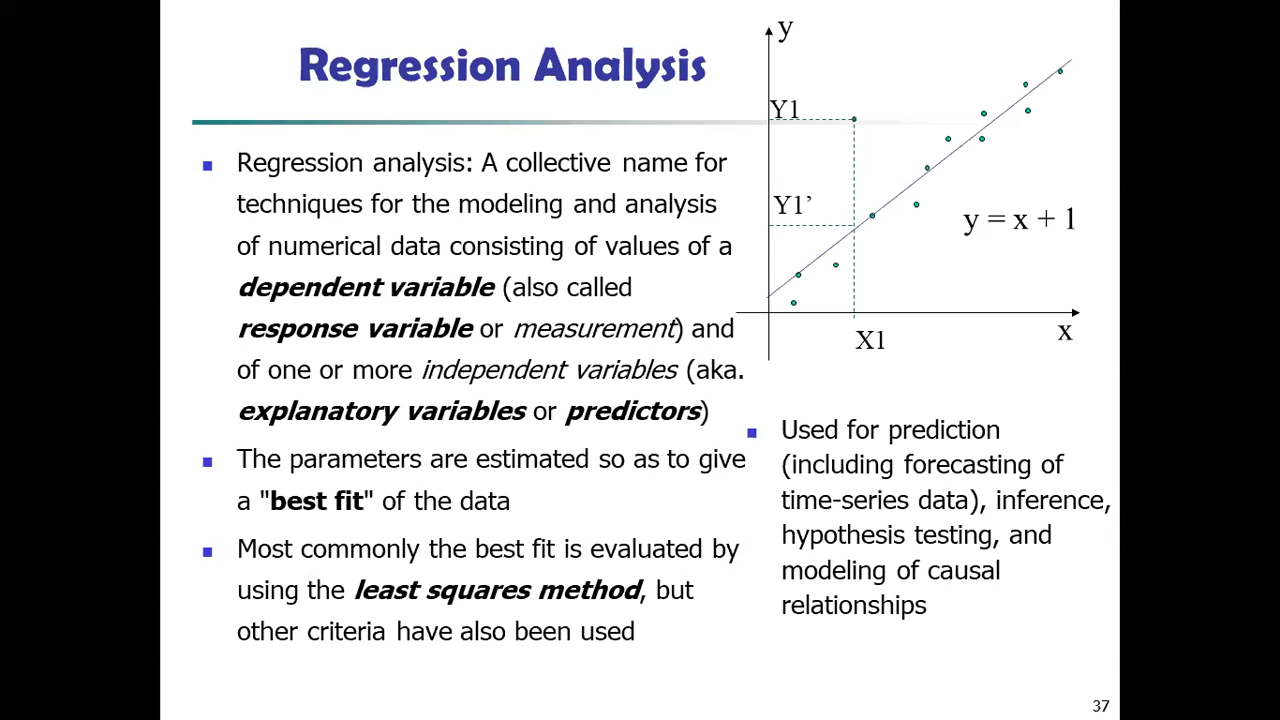 Regression Analysis
Regression analysis: A collective name for
techniques for the modeling and analysis
of numerical data consisting of values of a
dependent variable (also called
response variable or measurement) and
of one or more independent variables (aka.
explanatory variables or predictors)
The parameters are estimated so as to give
a "best fit" of the data
Most commonly the best fit is evaluated by
using the least squares method, but
other criteria have also been used
y
Y1
Y1’
y = x + 1
X1
x
Used for prediction
(including forecasting of
time-series data), inference,
hypothesis testing, and
modeling of causal
relationships
37